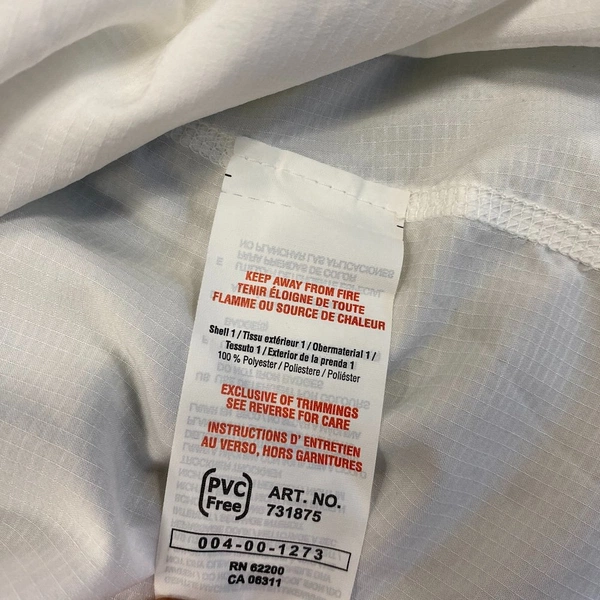 KEEP AWAY FROM FIRE
TENIR ÉLOIGNE DE TOUTE
FLAMME OU SOURCE DE CHALEUR
Shell 1 / Tissu extérieur 1 / Obermaterial 1 /
Tessuto 1 / Exterior de la prenda 1
100 % Polyester / Poliestere / Poliéster
EXCLUSIVE OF TRIMMINGS
SEE REVERSE FOR CARE
INSTRUCTIONS D' ENTRETIEN
AU VERSO, HORS GARNITURES
PVC
Free
ART. NO.
731875
004-00-1273
RN 62200
CA 08311